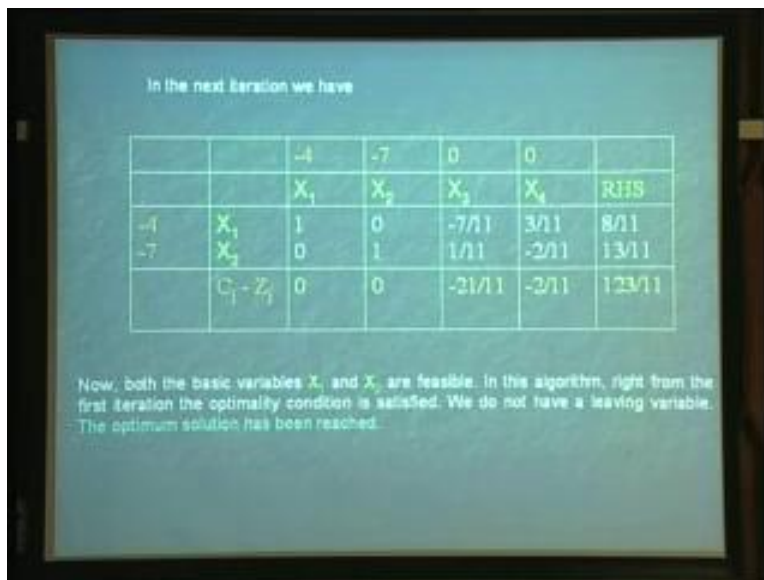 In the next iteration we have
-4 -7 0 0
X1 X2 X3 X4 RHS
-4 X1 1 0 -7/11 3/11 8/11
-7 X2 0 1 1/11 -2/11 13/11
Cj - Zj 0 0 -21/11 -2/11 123/11
Now, both the basic variables X1 and X2 are feasible. In this algorithm, right from the
first iteration the optimality condition is satisfied. We do not have a leaving variable.
The optimum solution has been reached.